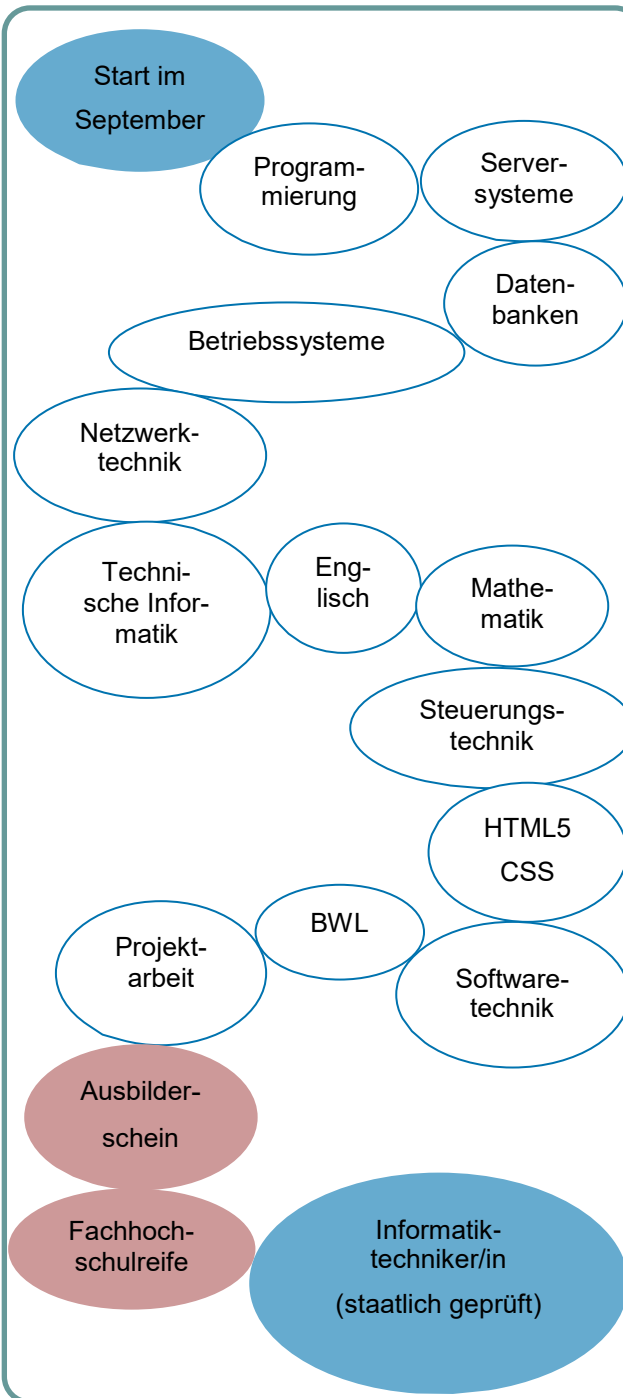 Start im
September
Program-
mierung
Server-
systeme
Daten-
banken
Betriebssysteme
Netzwerk-
technik
Techni-
sche Infor-
matik
Eng-
lisch
Mathe-
matik
Steuerungs-
technik
HTML5
CSS
BWL
Projekt-
arbeit
Software-
technik
Ausbilder-
schein
Fachhoch-
schulreife
Informatik-
techniker/in
(staatlich geprüft)